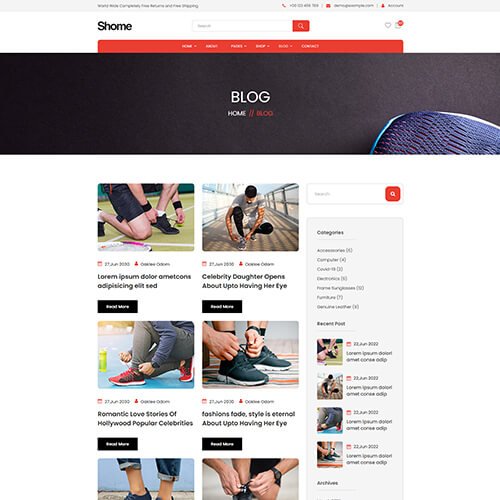 World Wide Completely Free Returns and Free Shipping
+00 123 456 789
demo@example.com
Account
Shome
Search
HOME
ABOUT
PAGES
SHOP
BLOG
CONTACT
BLOG
HOME // BLOG
27,Jun 2030 Oaklee Odom
Lorem ipsum dolor ametcons
adipisicing elit sed
Read More
27,Jun 2030 Oaklee Odom
Celebrity Daughter Opens
About Upto Having Her Eye
Read More
27,Jun 2030 Oaklee Odom
Romantic Love Stories Of
Hollywood Popular Celebrities
Read More
27,Jun 2030 Oaklee Odom
fashions fade, style is eternal
About Upto Having Her Eye
Read More
Search...
Categories
Accesssories (6)
Computer (4)
Covid-19 (2)
Electronics (6)
Frame Sunglasses (12)
Furniture (7)
Genuine Leather (9)
Recent Post
22,Jun 2022
Lorem ipsum dolori
amet conse adip
22,Jun 2022
Lorem ipsum dolori
amet conse adip
22,Jun 2022
Lorem ipsum dolori
amet conse adip
22,Jun 2022
Lorem ipsum dolori
amet conse adip
Archives